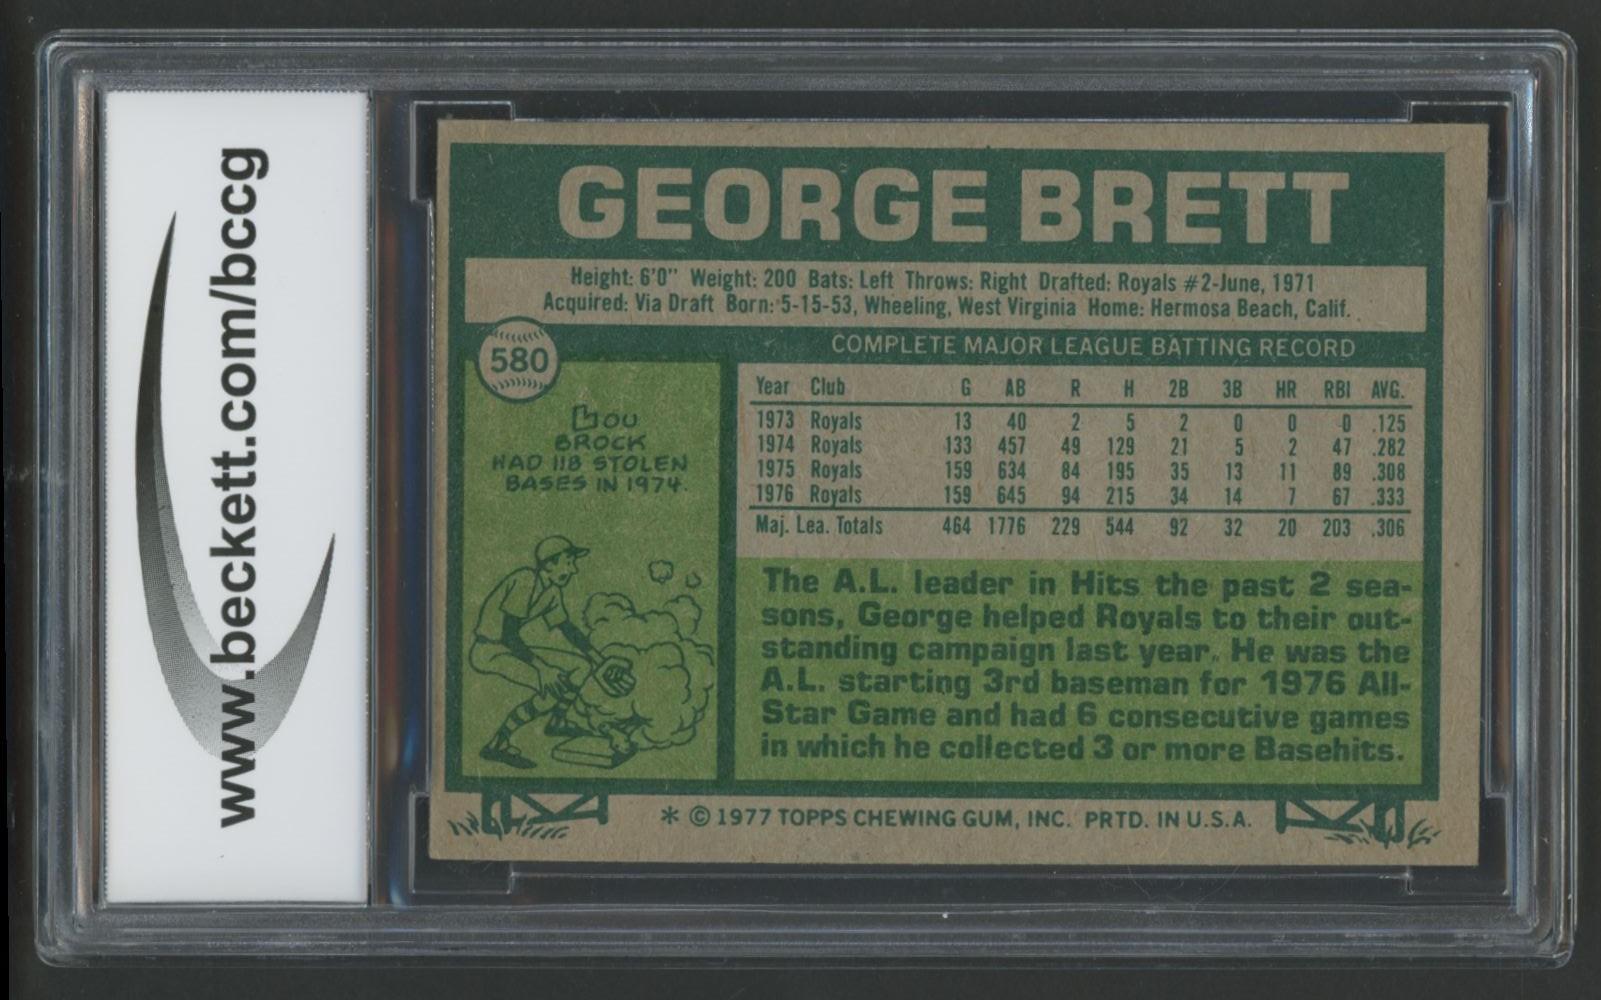 www.beckett.com/bccg
GEORGE BRETT
Height: 6'0" Weight: 200 Bats: Left Throws: Right Drafted: Royals #2-June, 1971
Acquired: Via Draft Born: 5-15-53, Wheeling, West Virginia Home: Hermosa Beach, Calif.
580
LOU
BROCK
HAD 118 STOLEN
BASES IN 1974.
COMPLETE MAJOR LEAGUE BATTING RECORD
Year Club G AB R H 2B 3B HR RBI AVG.
1973 Royals 13 40 2 5 2 0 0 0 .125
1974 Royals 133 457 49 129 21 5 2 47 .282
1975 Royals 159 634 84 195 35 13 11 89 .308
1976 Royals 159 645 94 215 34 14 7 67 .333
Maj. Lea. Totals 464 1776 229 544 92 32 20 203 .306
The A.L. leader in Hits the past 2 sea-
sons, George helped Royals to their out-
standing campaign last year. He was the
A.L. starting 3rd baseman for 1976 All-
Star Game and had 6 consecutive games
in which he collected 3 or more Basehits.
* © 1977 TOPPS CHEWING GUM, INC. PRTD. IN U.S.A.